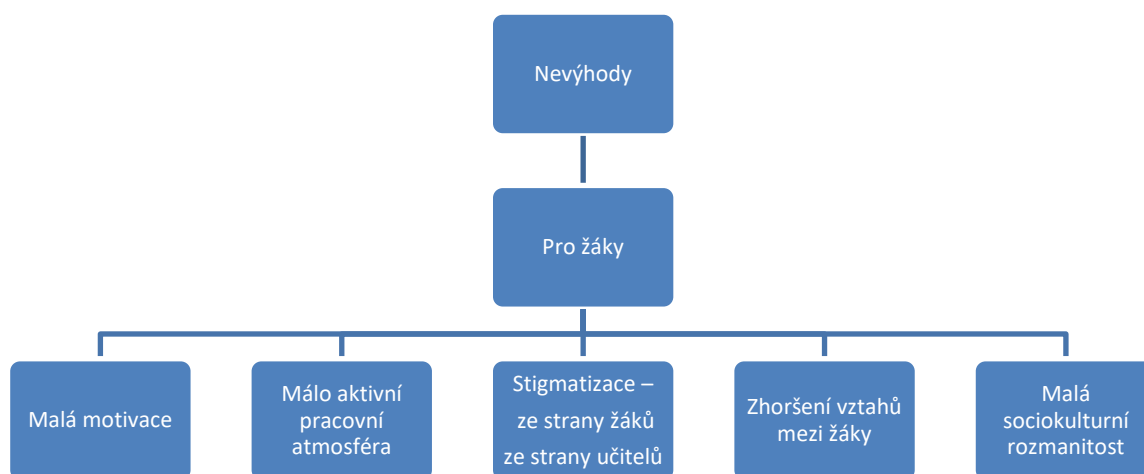 Nevýhody
Pro žáky
Malá motivace
Málo aktivní
pracovní
atmosféra
Stigmatizace –
ze strany žáků
ze strany učitelů
Zhoršení vztahů
mezi žáky
Malá
sociokulturní
rozmanitost